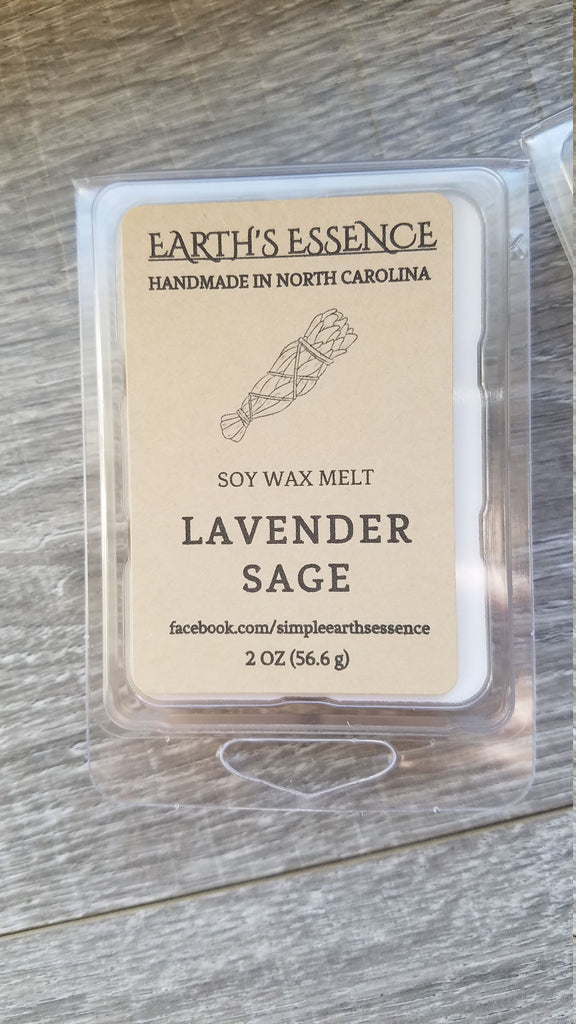 EARTH'S ESSENCE
HANDMADE IN NORTH CAROLINA
SOY WAX MELT
LAVENDER
SAGE
facebook.com/simpleearthsessence
2 OZ (56.6 g)